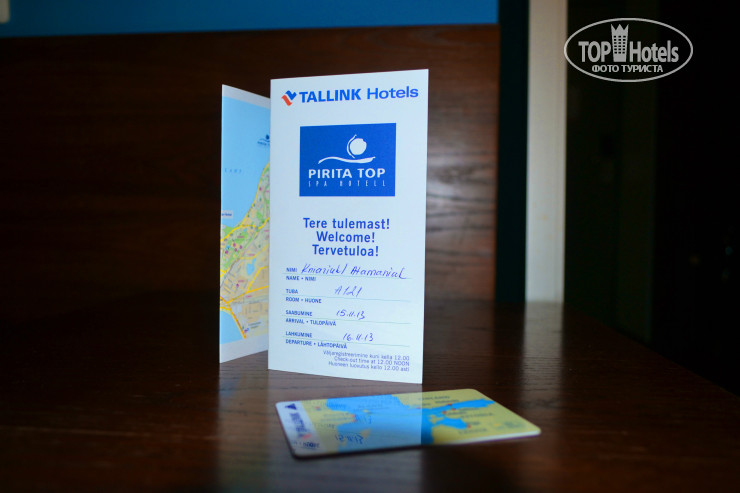 TOP Hotels
ФОТО ТУРИСТА
TALLINK Hotels
PIRITA TOP
SPA HOTELL
Tere tulemast!
Welcome!
Tervetuloa!
NIMI
NAME • NIMI
TUBA A121
ROOM • HUONE
SAABUMINE 15.11.13
ARRIVAL • TULOPÄIVÄ
LAHKUMINE 16.11.13
DEPARTURE • LÄHTÖPÄIVÄ
Väljaregistreerimine kuni kella 12.00
Check-out time at 12.00 NOON
Huoneen luovutus kello 12.00 asti
TALLINK